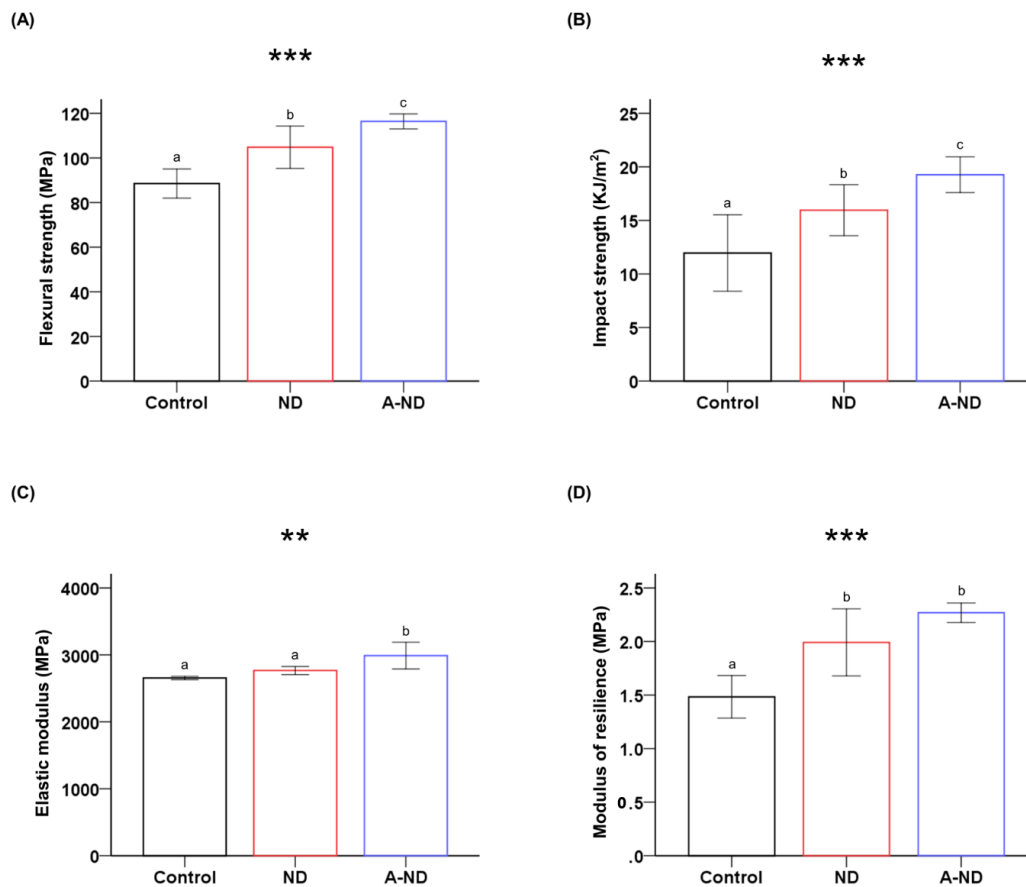 (A)
***
Flexural strength (MPa)
120
100
80
60
40
20
0
a
b
c
Control ND A-ND
(B)
***
Impact strength (KJ/m²)
25
20
15
10
5
0
a
b
c
Control ND A-ND
(C)
**
Elastic modulus (MPa)
4000
3000
2000
1000
0
a
a
b
Control ND A-ND
(D)
***
Modulus of resilience (MPa)
2.5
2.0
1.5
1.0
0.5
.0
a
b
b
Control ND A-ND